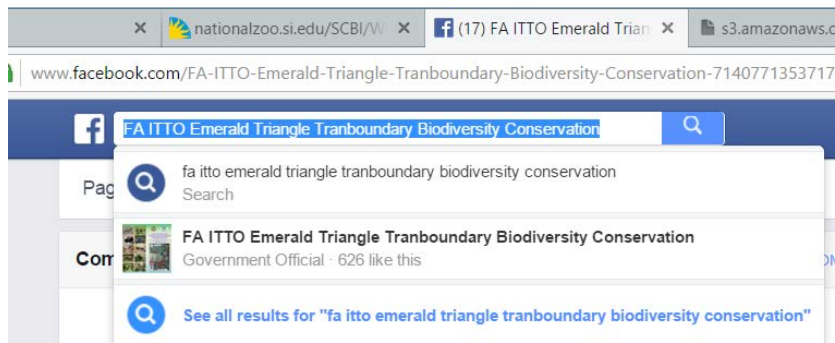 nationalzoo.si.edu/SCBI/W
(17) FA ITTO Emerald Trian
s3.amazonaws.c
www.facebook.com/FA-ITTO-Emerald-Triangle-Tranboundary-Biodiversity-Conservation-7140771353717
FA ITTO Emerald Triangle Tranboundary Biodiversity Conservation
fa itto emerald triangle tranboundary biodiversity conservation
Pag
Search
FA ITTO Emerald Triangle Tranboundary Biodiversity Conservation
Com
Government Official · 626 like this
See all results for "fa itto emerald triangle tranboundary biodiversity conservation"